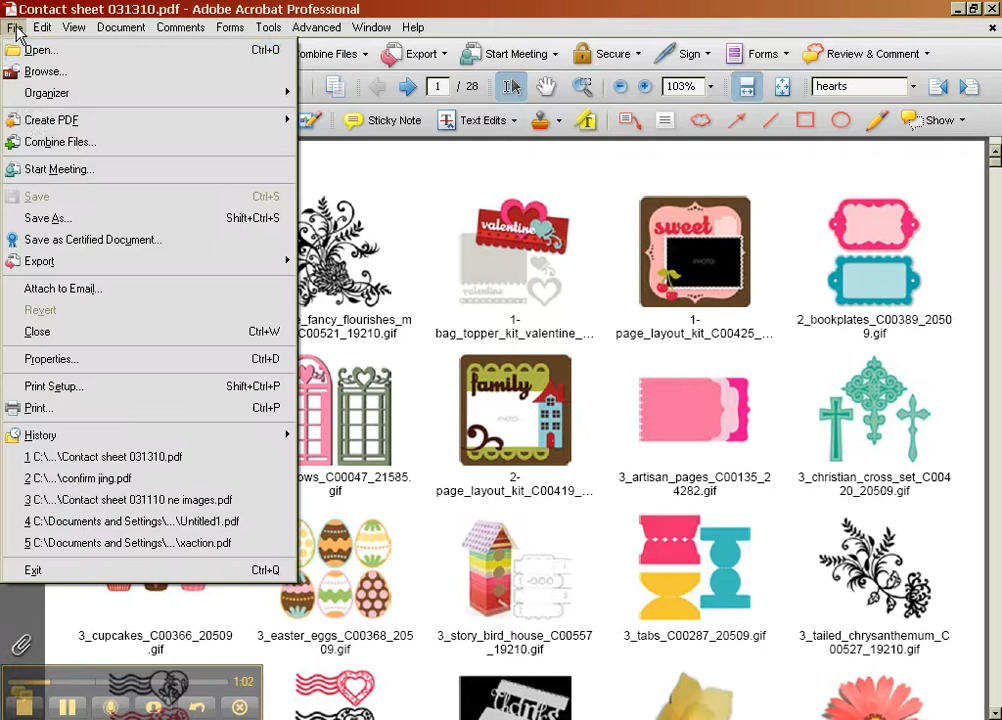 Contact sheet 031310.pdf - Adobe Acrobat Professional
File Edit View Document Comments Forms Tools Advanced Window Help
Combine Files Export Start Meeting Secure Sign Forms Review & Comment
1 / 28 103% hearts
Sticky Note Text Edits Show
Open... Ctrl+O
Browse...
Organizer
Create PDF
Combine Files...
Start Meeting...
Save Ctrl+S
Save As... Shift+Ctrl+S
Save as Certified Document...
Export
Attach to Email...
Revert
Close Ctrl+W
Properties... Ctrl+D
Print Setup... Shift+Ctrl+P
Print... Ctrl+P
History
1 C:\...\Contact sheet 031310.pdf
2 C:\...\confirm jing.pdf
3 C:\...\Contact sheet 031110 ne images.pdf
4 C:\Documents and Settings\...\Untitled1.pdf
5 C:\Documents and Settings\...\xaction.pdf
Exit Ctrl+Q
valentine
valentine
sweet
PHOTO
e_fancy_flourishes_m
C00521_19210.gif
1-
bag_topper_kit_valentine_...
1-
page_layout_kit_C00425_...
2_bookplates_C00389_2050
9.gif
family
PHOTO
ows_C00047_21585.
gif
2-
page_layout_kit_C00419_...
3_artisan_pages_C00135_2
4282.gif
3_christian_cross_set_C004
20_20509.gif
3_cupcakes_C00366_20509
.gif
3_easter_eggs_C00368_205
09.gif
3_story_bird_house_C00557
_19210.gif
3_tabs_C00287_20509.gif
3_tailed_chrysanthemum_C
00527_19210.gif
thanks
1:02